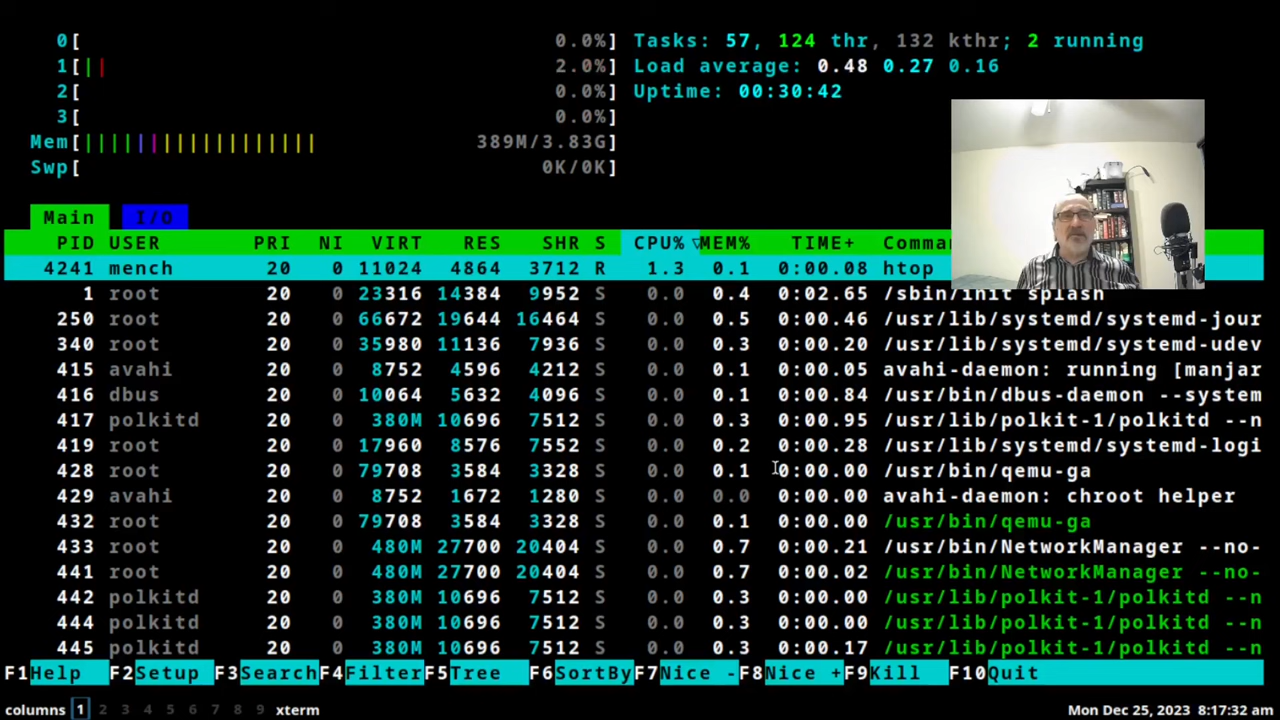 0[ 0.0%] Tasks: 57, 124 thr, 132 kthr; 2 running
1[|| 2.0%] Load average: 0.48 0.27 0.16
2[ 0.0%] Uptime: 00:30:42
3[ 0.0%]
Mem[|||||||||||||||||| 389M/3.83G]
Swp[ 0K/0K]
Main I/O
PID USER PRI NI VIRT RES SHR S CPU%▽MEM% TIME+
4241 mench 20 0 11024 4864 3712 R 1.3 0.1 0:00.08 htop
1 root 20 0 23316 14384 9952 S 0.0 0.4 0:02.65 /sbin/init splash
250 root 20 0 66672 19644 16464 S 0.0 0.5 0:00.46 /usr/lib/systemd/systemd-jour
340 root 20 0 35980 11136 7936 S 0.0 0.3 0:00.20 /usr/lib/systemd/systemd-udev
415 avahi 20 0 8752 4596 4212 S 0.0 0.1 0:00.05 avahi-daemon: running [manjar
416 dbus 20 0 10064 5632 4096 S 0.0 0.1 0:00.84 /usr/bin/dbus-daemon --system
417 polkitd 20 0 380M 10696 7512 S 0.0 0.3 0:00.95 /usr/lib/polkit-1/polkitd --n
419 root 20 0 17960 8576 7552 S 0.0 0.2 0:00.28 /usr/lib/systemd/systemd-logi
428 root 20 0 79708 3584 3328 S 0.0 0.1 0:00.00 /usr/bin/qemu-ga
429 avahi 20 0 8752 1672 1280 S 0.0 0.0 0:00.00 avahi-daemon: chroot helper
432 root 20 0 79708 3584 3328 S 0.0 0.1 0:00.00 /usr/bin/qemu-ga
433 root 20 0 480M 27700 20404 S 0.0 0.7 0:00.21 /usr/bin/NetworkManager --no-
441 root 20 0 480M 27700 20404 S 0.0 0.7 0:00.02 /usr/bin/NetworkManager --no-
442 polkitd 20 0 380M 10696 7512 S 0.0 0.3 0:00.00 /usr/lib/polkit-1/polkitd --n
444 polkitd 20 0 380M 10696 7512 S 0.0 0.3 0:00.00 /usr/lib/polkit-1/polkitd --n
445 polkitd 20 0 380M 10696 7512 S 0.0 0.3 0:00.17 /usr/lib/polkit-1/polkitd --n
F1Help F2Setup F3SearchF4FilterF5Tree F6SortByF7Nice -F8Nice +F9Kill F10Quit
columns 1 2 3 4 5 6 7 8 9 xterm Mon Dec 25, 2023 8:17:32 am